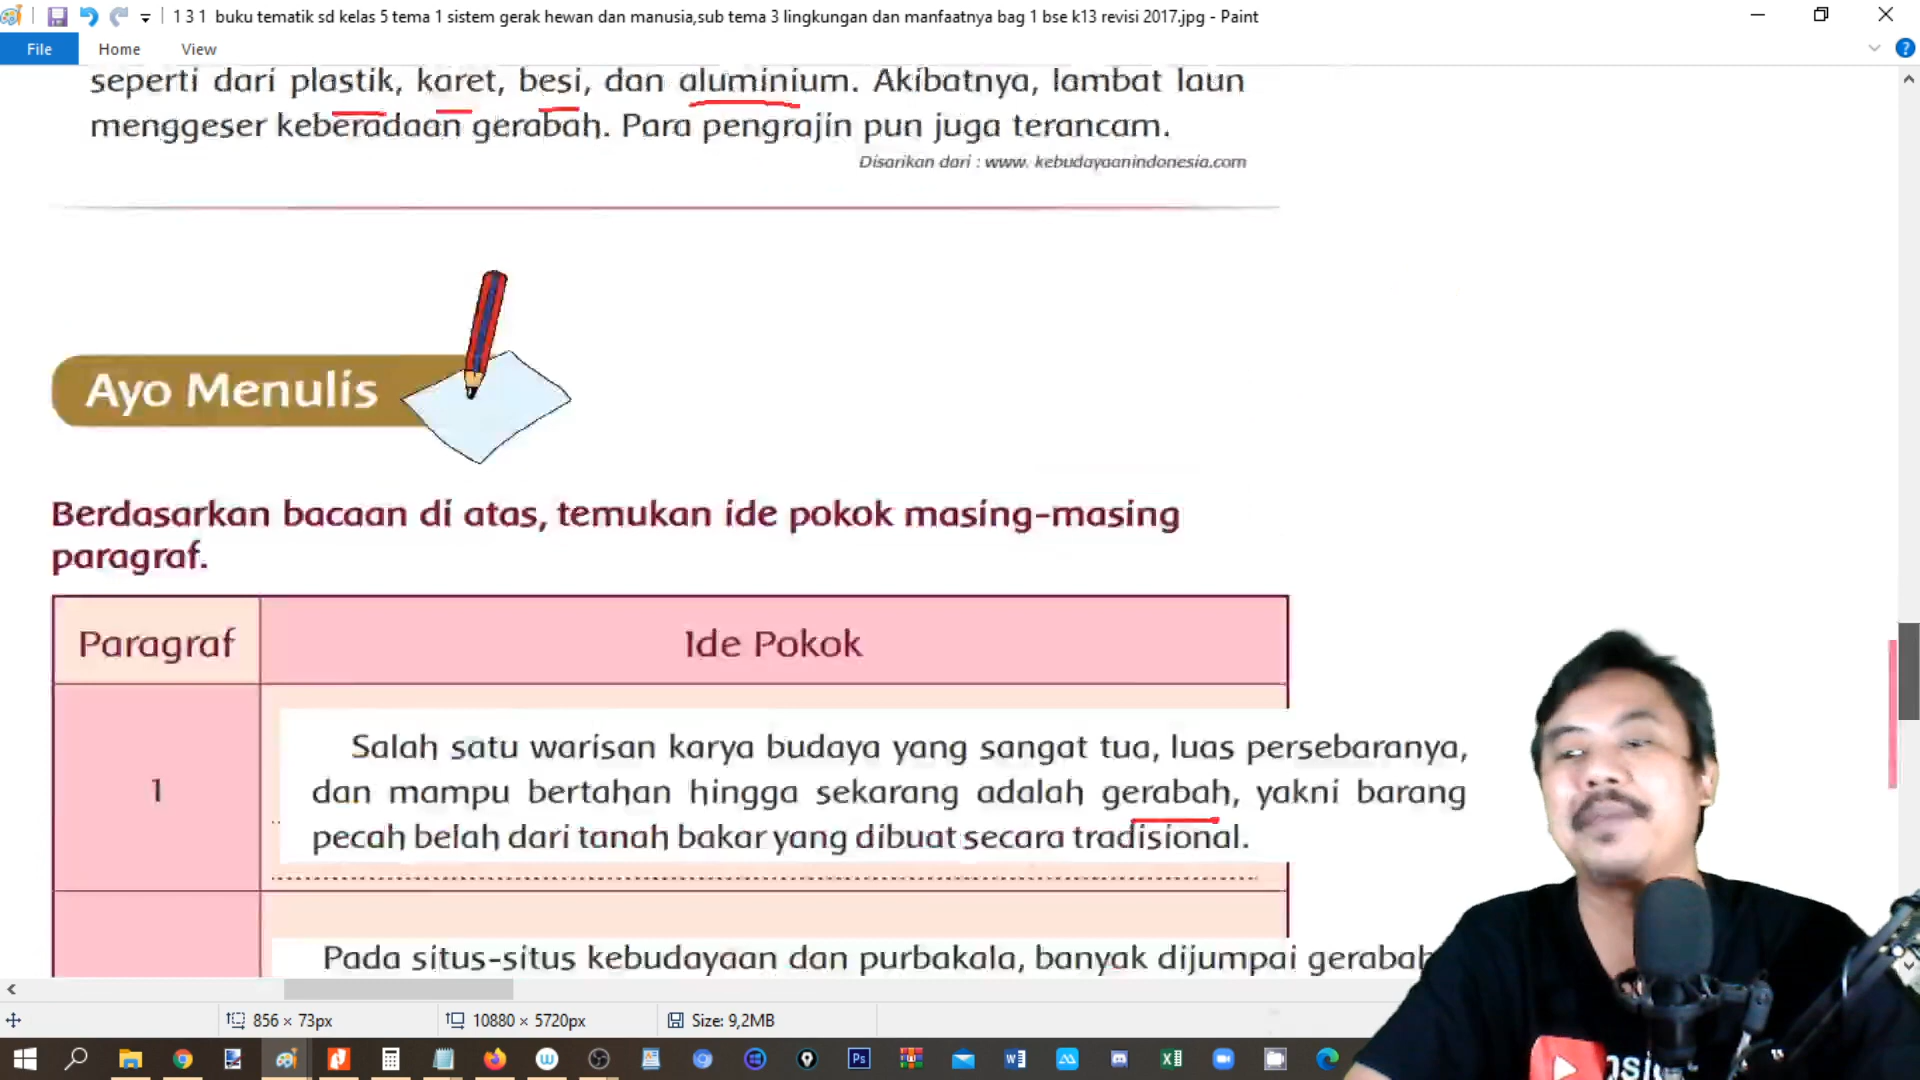 1 3 1 buku tematik sd kelas 5 tema 1 sistem gerak hewan dan manusia,sub tema 3 lingkungan dan manfaatnya bag 1 bse k13 revisi 2017.jpg - Paint
File Home View
seperti dari plastik, karet, besi, dan aluminium. Akibatnya, lambat laun
menggeser keberadaan gerabah. Para pengrajin pun juga terancam.
Disarikan dari : www. kebudayaanindonesia.com
Ayo Menulis
Berdasarkan bacaan di atas, temukan ide pokok masing-masing
paragraf.
Paragraf Ide Pokok
Salah satu warisan karya budaya yang sangat tua, luas persebaranya,
1 dan mampu bertahan hingga sekarang adalah gerabah, yakni barang
pecah belah dari tanah bakar yang dibuat secara tradisional.
Pada situs-situs kebudayaan dan purbakala, banyak dijumpai gerabah
856 × 73px 10880 × 5720px Size: 9,2MB